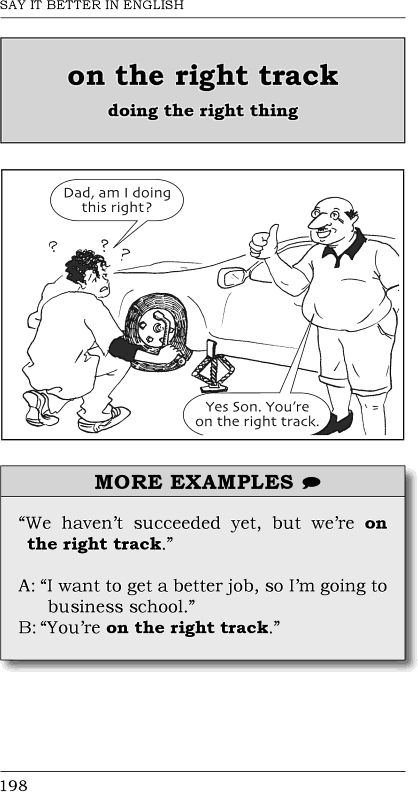 SAY IT BETTER IN ENGLISH
on the right track
doing the right thing
Dad, am I doing
this right?
?
?
?
Yes Son. You're
on the right track.
MORE EXAMPLES
“We haven’t succeeded yet, but we’re on
the right track.”
A: “I want to get a better job, so I’m going to
business school.”
B: “You’re on the right track.”
198